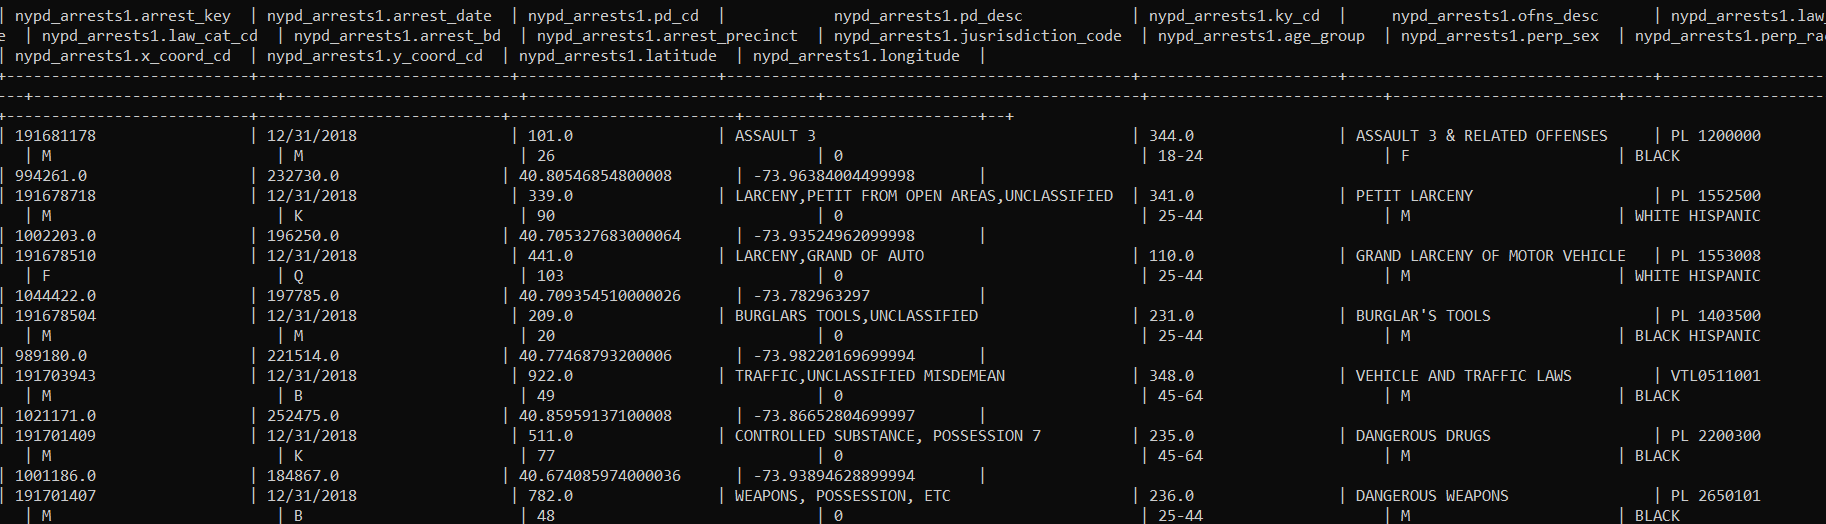 | nypd_arrests1.arrest_key | nypd_arrests1.arrest_date | nypd_arrests1.pd_cd | nypd_arrests1.pd_desc | nypd_arrests1.ky_cd | nypd_arrests1.ofns_desc | nypd_arrests1.law_
e | nypd_arrests1.law_cat_cd | nypd_arrests1.arrest_bd | nypd_arrests1.arrest_precinct | nypd_arrests1.jusrisdiction_code | nypd_arrests1.age_group | nypd_arrests1.perp_sex | nypd_arrests1.perp_rac
| nypd_arrests1.x_coord_cd | nypd_arrests1.y_coord_cd | nypd_arrests1.latitude | nypd_arrests1.longitude |
| 191681178 | 12/31/2018 | 101.0 | ASSAULT 3 | 344.0 | ASSAULT 3 & RELATED OFFENSES | PL 1200000
| M | M | 26 | 0 | 18-24 | F | BLACK
| 994261.0 | 232730.0 | 40.80546854800008 | -73.96384004499998 |
| 191678718 | 12/31/2018 | 339.0 | LARCENY,PETIT FROM OPEN AREAS,UNCLASSIFIED | 341.0 | PETIT LARCENY | PL 1552500
| M | K | 90 | 0 | 25-44 | M | WHITE HISPANIC
| 1002203.0 | 196250.0 | 40.705327683000064 | -73.93524962099998 |
| 191678510 | 12/31/2018 | 441.0 | LARCENY,GRAND OF AUTO | 110.0 | GRAND LARCENY OF MOTOR VEHICLE | PL 1553008
| F | Q | 103 | 0 | 25-44 | M | WHITE HISPANIC
| 1044422.0 | 197785.0 | 40.709354510000026 | -73.782963297 |
| 191678504 | 12/31/2018 | 209.0 | BURGLARS TOOLS,UNCLASSIFIED | 231.0 | BURGLAR'S TOOLS | PL 1403500
| M | M | 20 | 0 | 25-44 | M | BLACK HISPANIC
| 989180.0 | 221514.0 | 40.77468793200006 | -73.98220169699994 |
| 191703943 | 12/31/2018 | 922.0 | TRAFFIC,UNCLASSIFIED MISDEMEAN | 348.0 | VEHICLE AND TRAFFIC LAWS | VTL0511001
| M | B | 49 | 0 | 45-64 | M | BLACK
| 1021171.0 | 252475.0 | 40.85959137100008 | -73.86652804699997 |
| 191701409 | 12/31/2018 | 511.0 | CONTROLLED SUBSTANCE, POSSESSION 7 | 235.0 | DANGEROUS DRUGS | PL 2200300
| M | K | 77 | 0 | 45-64 | M | BLACK
| 1001186.0 | 184867.0 | 40.674085974000036 | -73.93894628899994 |
| 191701407 | 12/31/2018 | 782.0 | WEAPONS, POSSESSION, ETC | 236.0 | DANGEROUS WEAPONS | PL 2650101
| M | B | 48 | 0 | 25-44 | M | BLACK